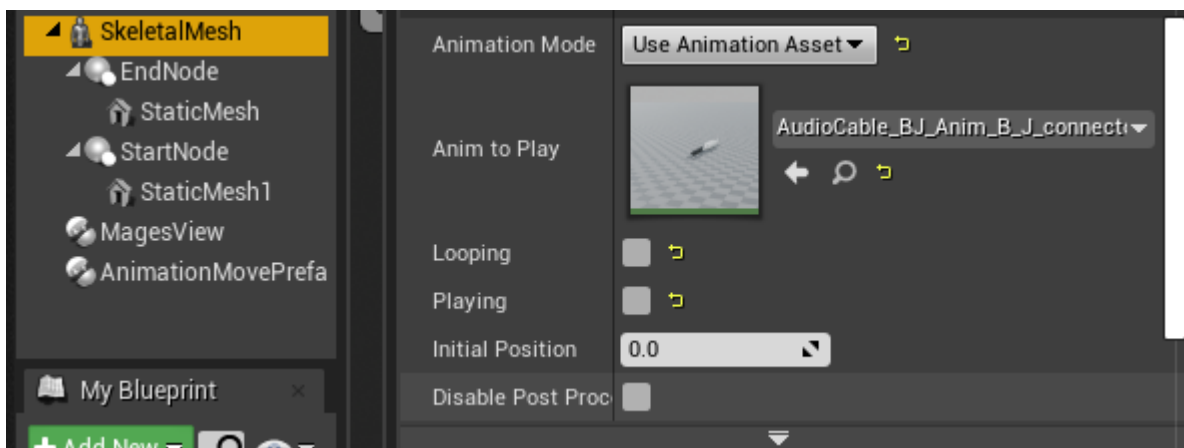 SkeletalMesh
EndNode
StaticMesh
StartNode
StaticMesh1
MagesView
AnimationMovePrefa
My Blueprint
Add New
Animation Mode
Use Animation Asset
Anim to Play
AudioCable_BJ_Anim_B_J_connect
Looping
Playing
Initial Position
0.0
Disable Post Proc